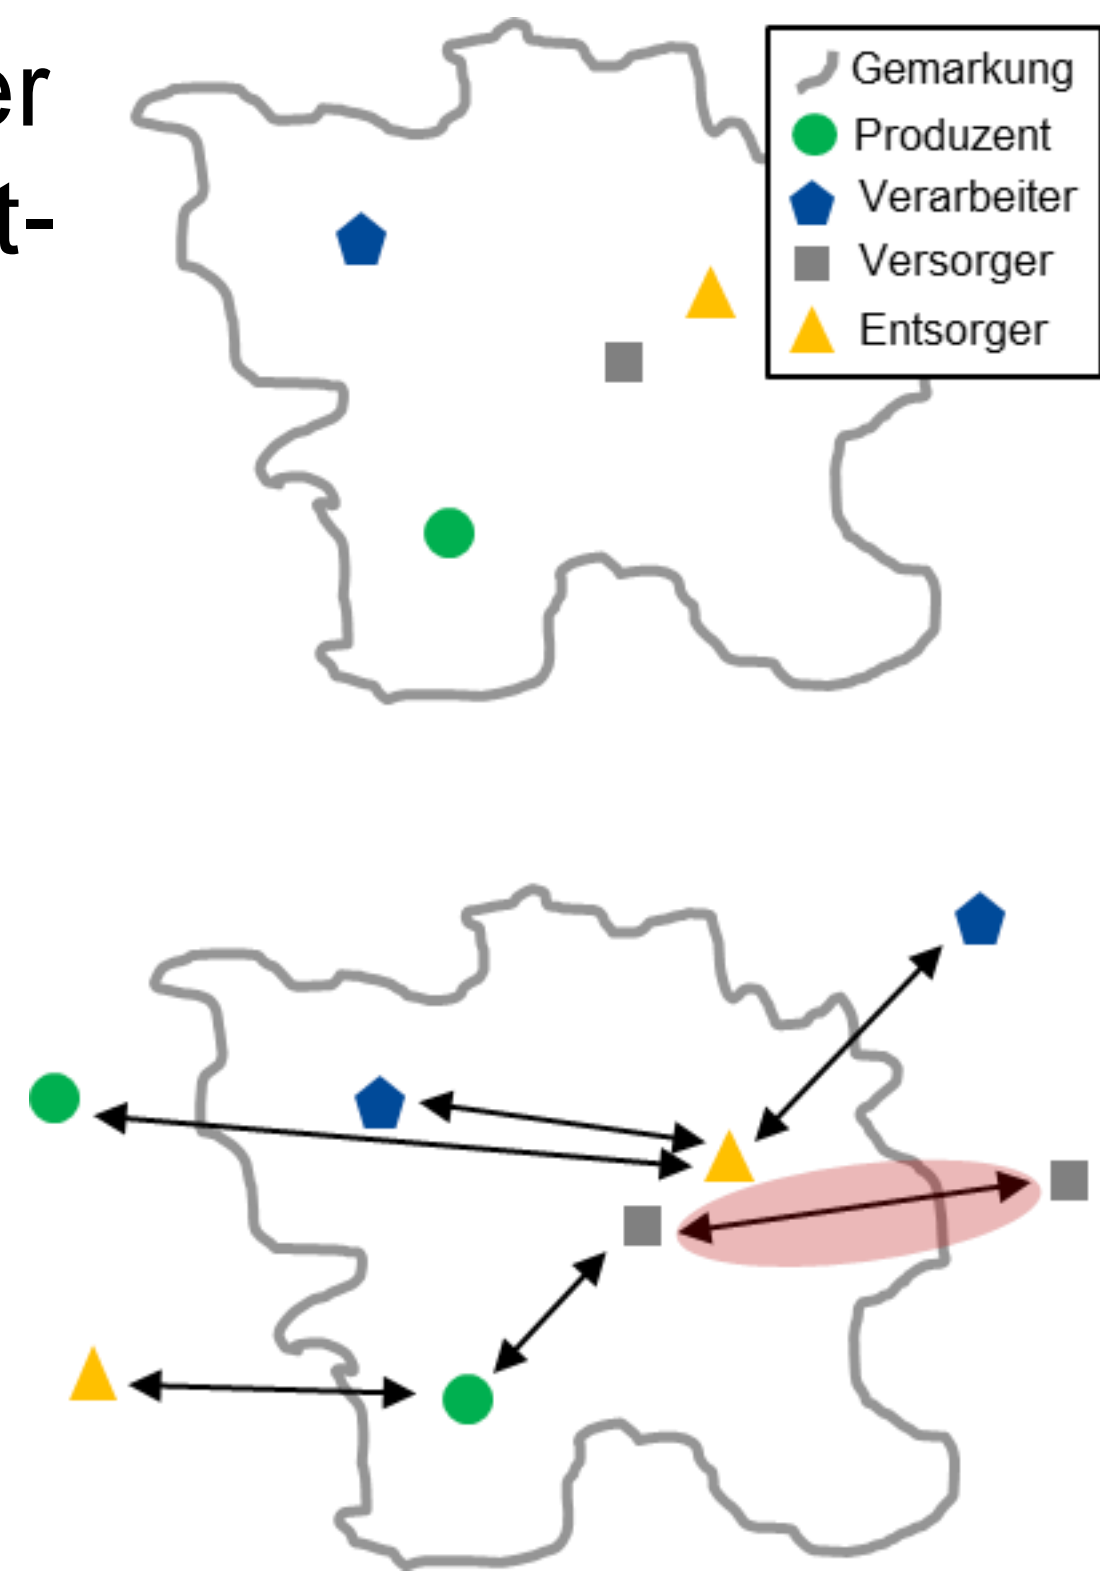 er
t-
Gemarkung
Produzent
Verarbeiter
Versorger
Entsorger